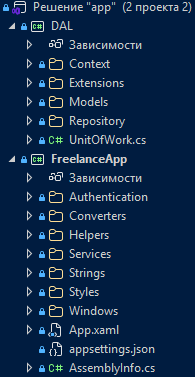 Решение "app" (2 проекта 2)
DAL
Зависимости
Context
Extensions
Models
Repository
UnitOfWork.cs
FreelanceApp
Зависимости
Authentication
Converters
Helpers
Services
Strings
Styles
Windows
App.xaml
appsettings.json
AssemblyInfo.cs